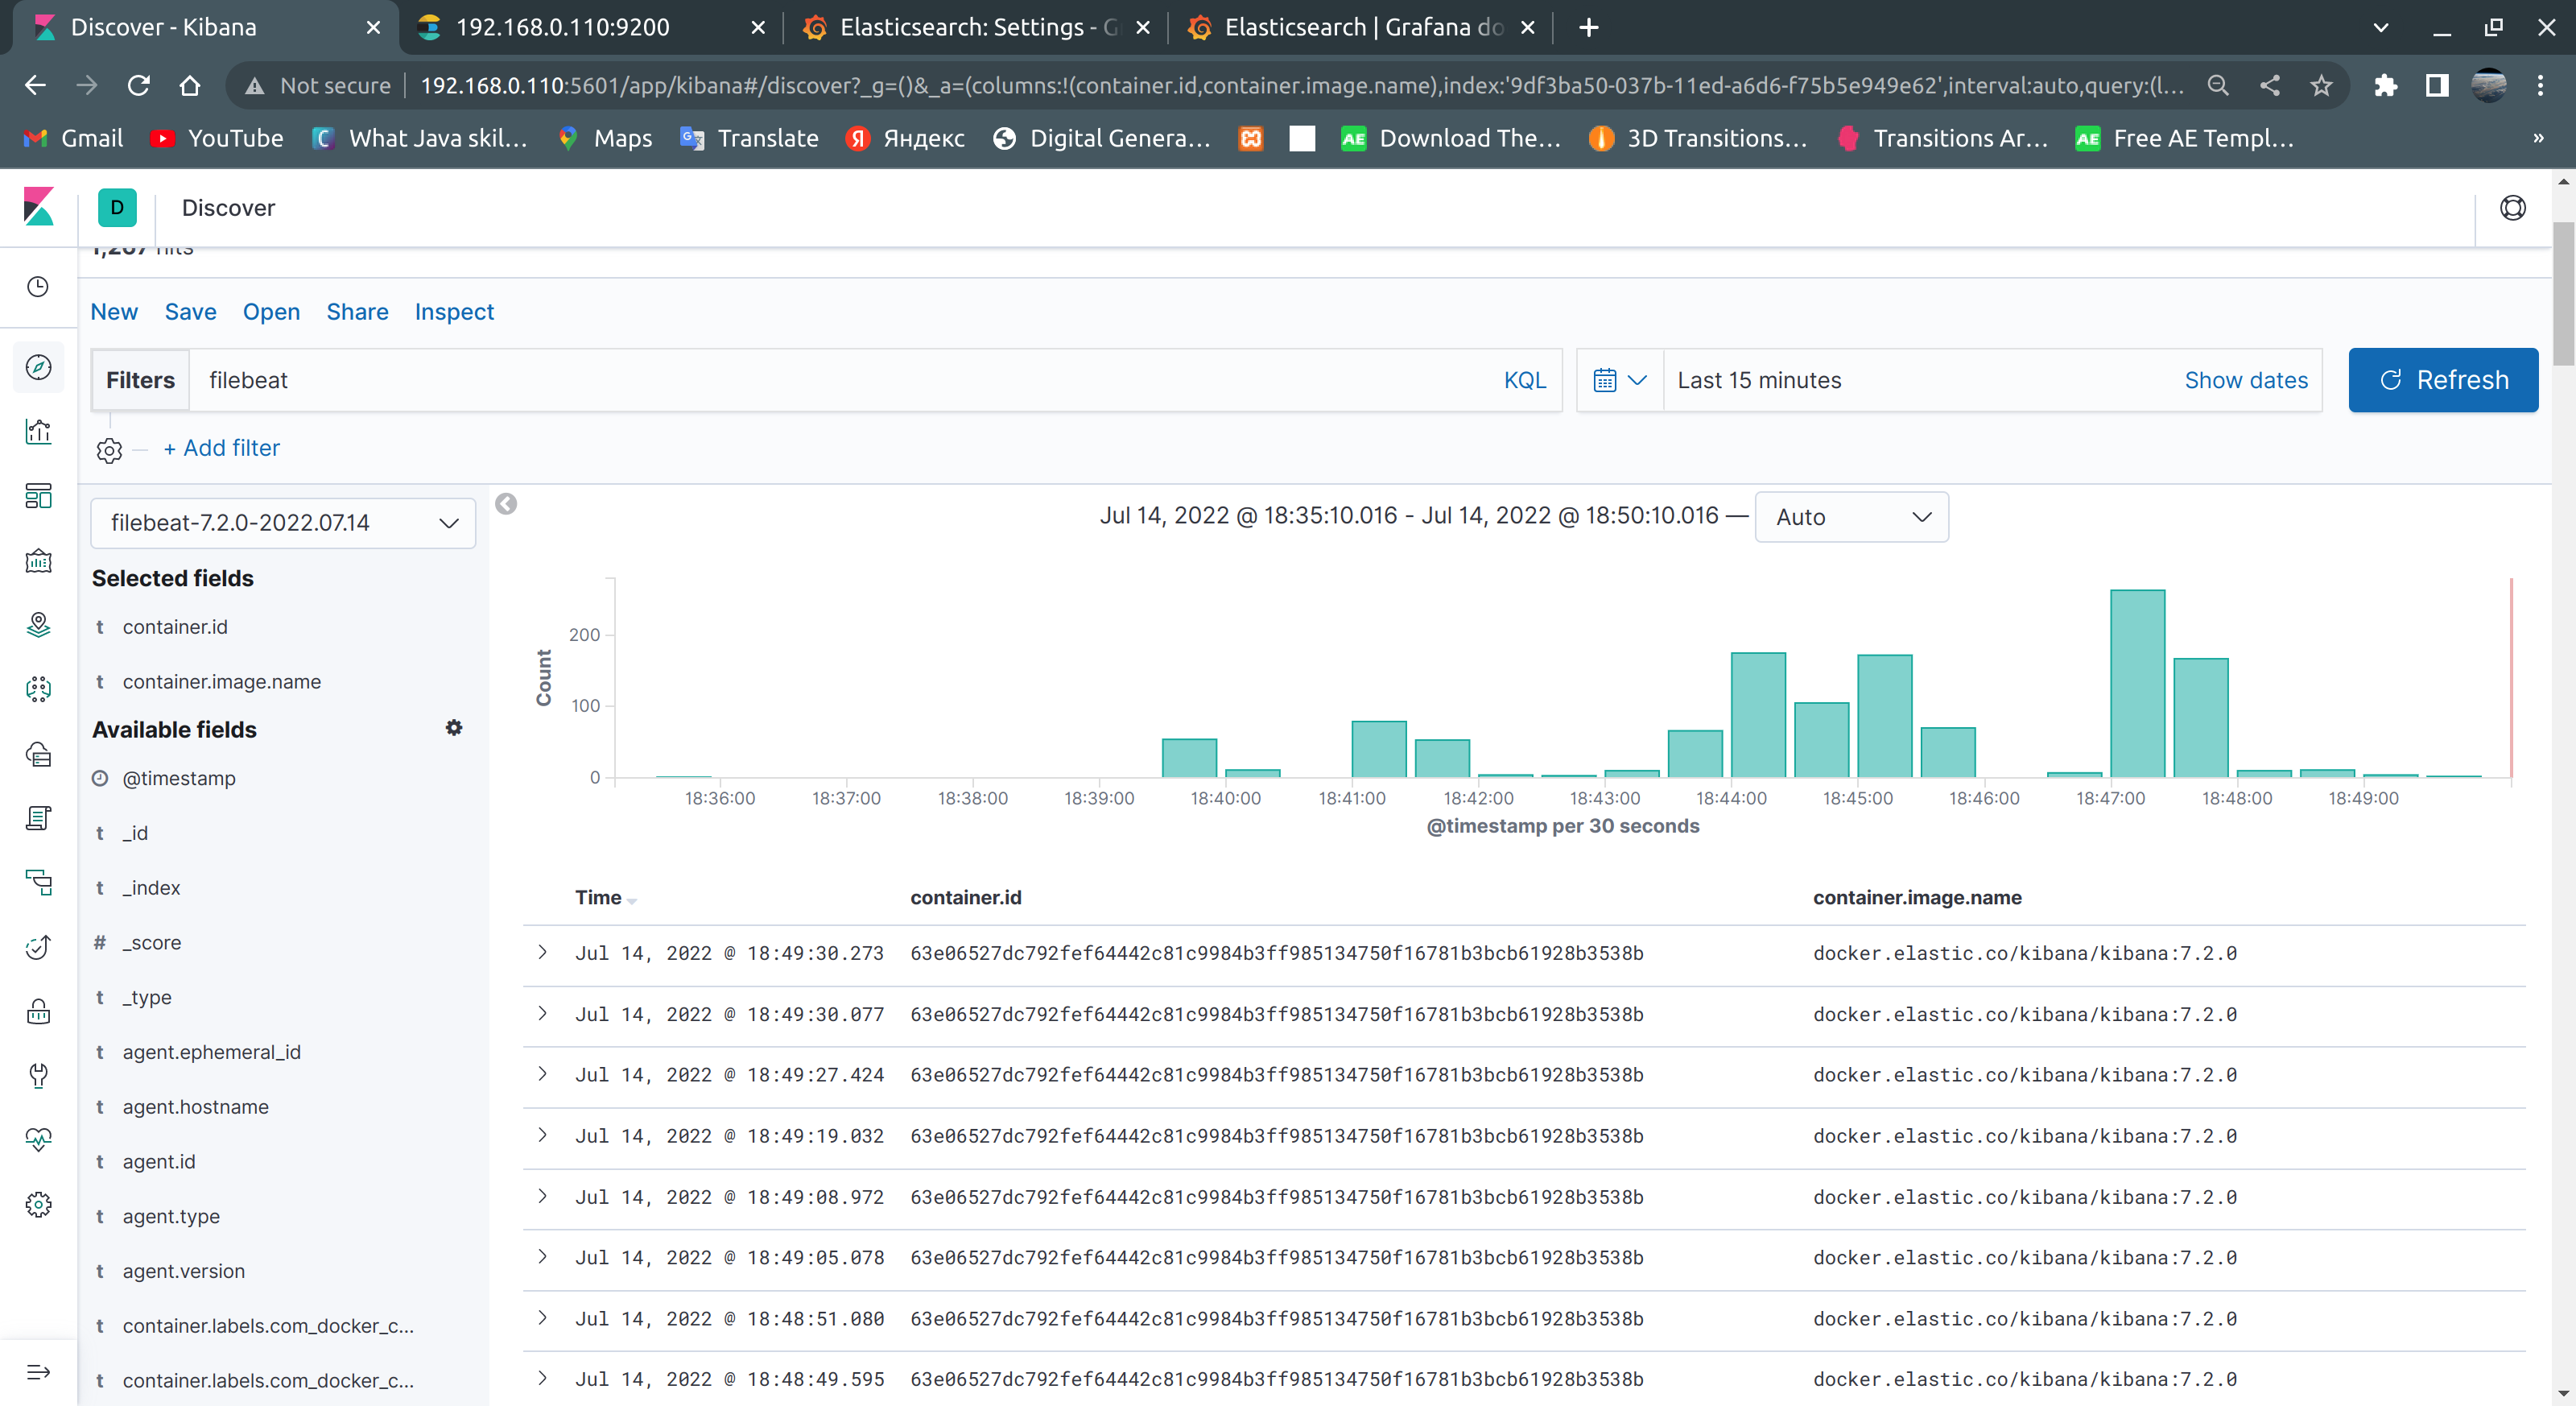 Discover - Kibana
192.168.0.110:9200
Elasticsearch: Settings - G
Elasticsearch | Grafana do
Not secure
192.168.0.110:5601/app/kibana#/discover?_g=()&_a=(columns:!(container.id,container.image.name),index:'9df3ba50-037b-11ed-a6d6-f75b5e949e62',interval:auto,query:(l...
Gmail
YouTube
What Java skil...
Maps
Translate
Яндекс
Digital Genera...
AE Download The...
3D Transitions...
Transitions Ar...
AE Free AE Templ...
»
D
Discover
1,267 hits
New Save Open Share Inspect
Filters filebeat KQL
Last 15 minutes Show dates
Refresh
+ Add filter
filebeat-7.2.0-2022.07.14
Selected fields
t container.id
t container.image.name
Available fields
@timestamp
t _id
t _index
# _score
t _type
t agent.ephemeral_id
t agent.hostname
t agent.id
t agent.type
t agent.version
t container.labels.com_docker_c...
t container.labels.com_docker_c...
Jul 14, 2022 @ 18:35:10.016 - Jul 14, 2022 @ 18:50:10.016 —
Auto
Count
200
100
0
18:36:00 18:37:00 18:38:00 18:39:00 18:40:00 18:41:00 18:42:00 18:43:00 18:44:00 18:45:00 18:46:00 18:47:00 18:48:00 18:49:00
@timestamp per 30 seconds
Time container.id container.image.name
Jul 14, 2022 @ 18:49:30.273 63e06527dc792fef64442c81c9984b3ff985134750f16781b3bcb61928b3538b docker.elastic.co/kibana/kibana:7.2.0
Jul 14, 2022 @ 18:49:30.077 63e06527dc792fef64442c81c9984b3ff985134750f16781b3bcb61928b3538b docker.elastic.co/kibana/kibana:7.2.0
Jul 14, 2022 @ 18:49:27.424 63e06527dc792fef64442c81c9984b3ff985134750f16781b3bcb61928b3538b docker.elastic.co/kibana/kibana:7.2.0
Jul 14, 2022 @ 18:49:19.032 63e06527dc792fef64442c81c9984b3ff985134750f16781b3bcb61928b3538b docker.elastic.co/kibana/kibana:7.2.0
Jul 14, 2022 @ 18:49:08.972 63e06527dc792fef64442c81c9984b3ff985134750f16781b3bcb61928b3538b docker.elastic.co/kibana/kibana:7.2.0
Jul 14, 2022 @ 18:49:05.078 63e06527dc792fef64442c81c9984b3ff985134750f16781b3bcb61928b3538b docker.elastic.co/kibana/kibana:7.2.0
Jul 14, 2022 @ 18:48:51.080 63e06527dc792fef64442c81c9984b3ff985134750f16781b3bcb61928b3538b docker.elastic.co/kibana/kibana:7.2.0
Jul 14, 2022 @ 18:48:49.595 63e06527dc792fef64442c81c9984b3ff985134750f16781b3bcb61928b3538b docker.elastic.co/kibana/kibana:7.2.0